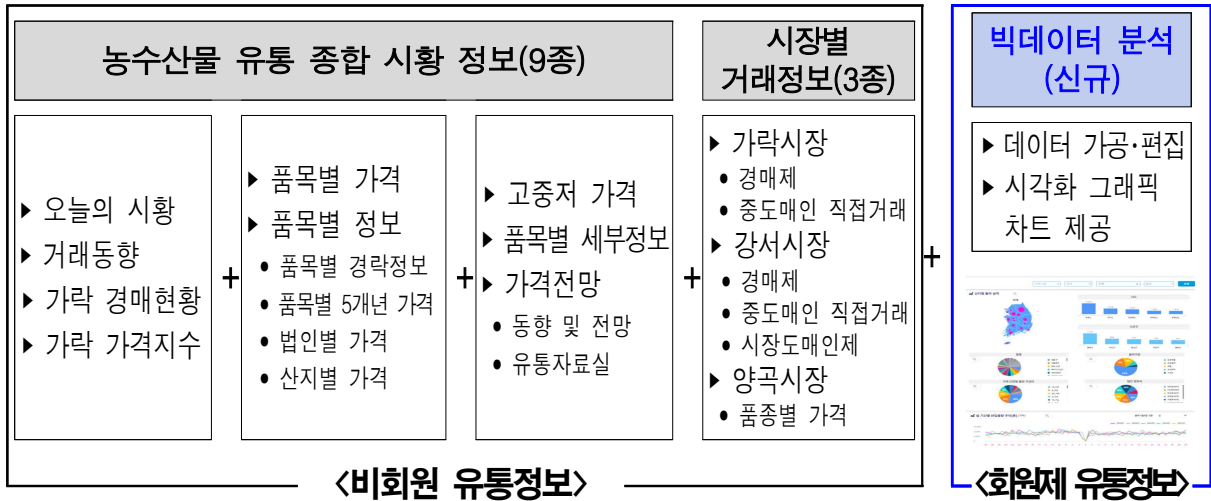 농수산물 유통 종합 시황 정보(9종)
▶ 오늘의 시황
▶ 거래동향
▶ 가락 경매현황
▶ 가락 가격지수
+
▶ 품목별 가격
▶ 품목별 정보
• 품목별 경락정보
• 품목별 5개년 가격
• 법인별 가격
• 산지별 가격
+
▶ 고중저 가격
▶ 품목별 세부정보
▶ 가격전망
• 동향 및 전망
• 유통자료실
+
시장별
거래정보(3종)
▶ 가락시장
• 경매제
• 중도매인 직접거래
▶ 강서시장
• 경매제
• 중도매인 직접거래
• 시장도매인제
▶ 양곡시장
• 품종별 가격
<비회원 유통정보>
+
빅데이터 분석
(신규)
▶ 데이터 가공·편집
▶ 시각화 그래픽
차트 제공
<회원제 유통정보>